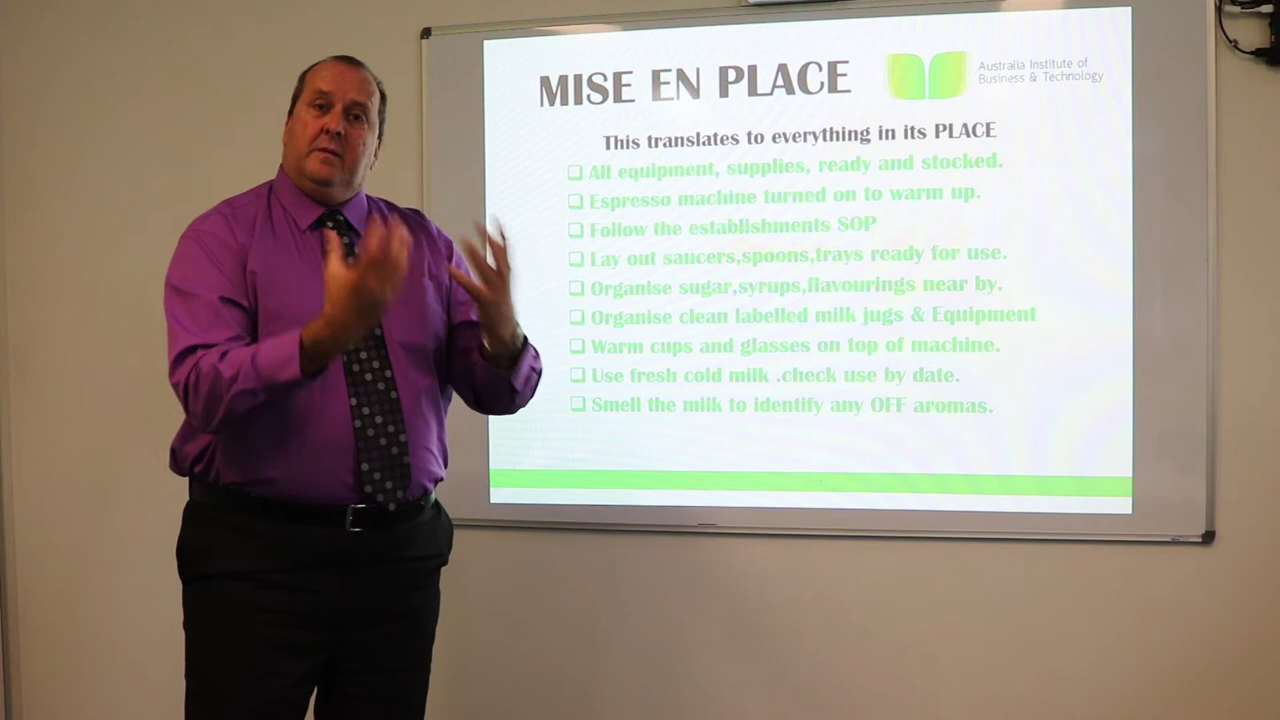 MISE EN PLACE
Australia Institute of
Business & Technology
This translates to everything in its PLACE
All equipment, supplies, ready and stocked.
Espresso machine turned on to warm up.
Follow the establishments SOP
Lay out saucers,spoons,trays ready for use.
Organise sugar,syrups,flavourings near by.
Organise clean labelled milk jugs & Equipment
Warm cups and glasses on top of machine.
Use fresh cold milk .check use by date.
Smell the milk to identify any OFF aromas.